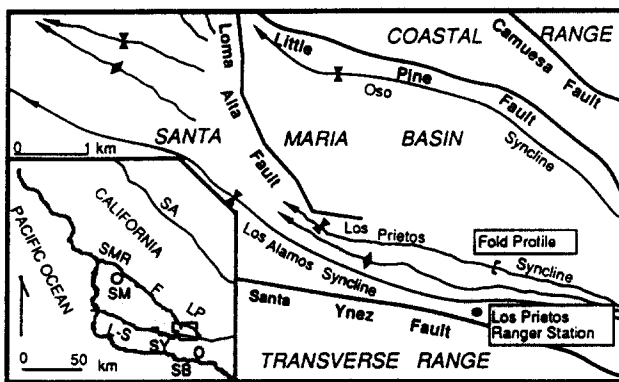 COASTAL RANGE
Camuesa Fault
Little Pine Fault
Oso Syncline
Loma Alta Fault
SANTA MARIA BASIN
0 1 km
Los Prietos Syncline
Fold Profile
Los Alamos Syncline
Los Prietos
Ranger Station
Santa Ynez Fault
TRANSVERSE RANGE
PACIFIC OCEAN
CALIFORNIA
SA
SMR F
SM
LP
L-S
SY
SB
0 50 km